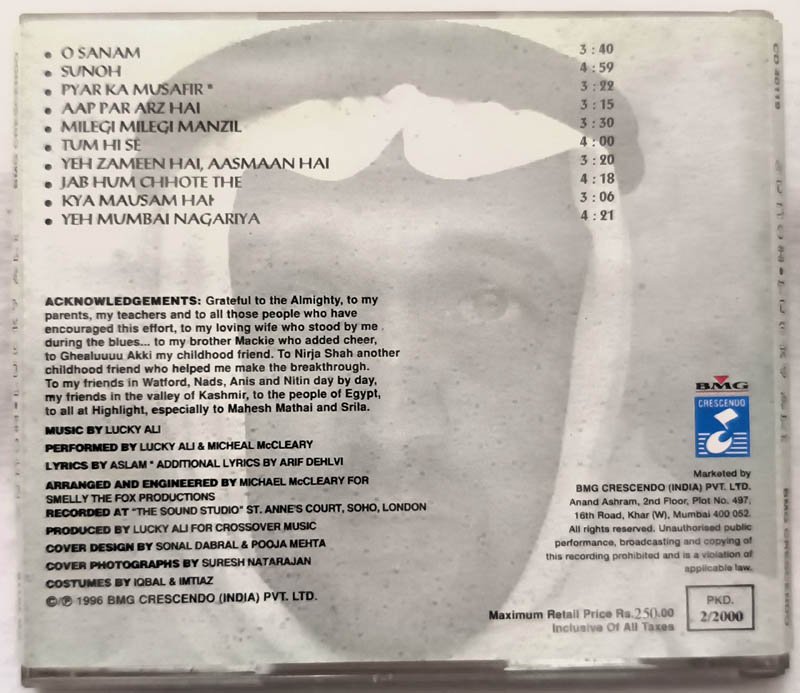 O SANAM 3 : 40
SUNOH 4 : 59
PYAR KA MUSAFIR * 3 : 22
AAP PAR ARZ HAI 3 : 15
MILEGI MILEGI MANZIL 3 : 30
TUM HI SE 4 : 00
YEH ZAMEEN HAI, AASMAAN HAI 3 : 20
JAB HUM CHHOTE THE 4 : 18
KYA MAUSAM HAI 3 : 06
YEH MUMBAI NAGARIYA 4 : 21
ACKNOWLEDGEMENTS: Grateful to the Almighty, to my
parents, my teachers and to all those people who have
encouraged this effort, to my loving wife who stood by me
during the blues... to my brother Mackie who added cheer,
to Ghealuuuu Akki my childhood friend. To Nirja Shah another
childhood friend who helped me make the breakthrough.
To my friends in Watford, Nads, Anis and Nitin day by day,
my friends in the valley of Kashmir, to the people of Egypt,
to all at Highlight, especially to Mahesh Mathai and Srila.
MUSIC BY LUCKY ALI
PERFORMED BY LUCKY ALI & MICHEAL McCLEARY
LYRICS BY ASLAM * ADDITIONAL LYRICS BY ARIF DEHLVI
ARRANGED AND ENGINEERED BY MICHAEL McCLEARY FOR
SMELLY THE FOX PRODUCTIONS
RECORDED AT "THE SOUND STUDIO" ST. ANNE'S COURT, SOHO, LONDON
PRODUCED BY LUCKY ALI FOR CROSSOVER MUSIC
COVER DESIGN BY SONAL DABRAL & POOJA MEHTA
COVER PHOTOGRAPHS BY SURESH NATARAJAN
COSTUMES BY IQBAL & IMTIAZ
©/℗ 1996 BMG CRESCENDO (INDIA) PVT. LTD.
BMG
CRESCENDO
Marketed by
BMG CRESCENDO (INDIA) PVT. LTD.
Anand Ashram, 2nd Floor, Plot No. 497,
16th Road, Khar (W), Mumbai 400 052.
All rights reserved. Unauthorised public
performance, broadcasting and copying of
this recording prohibited and is a violation of
applicable law.
Maximum Retail Price Rs.250.00
Inclusive Of All Taxes
PKD.
2/2000
CD 40119
BMG CRESCENDO